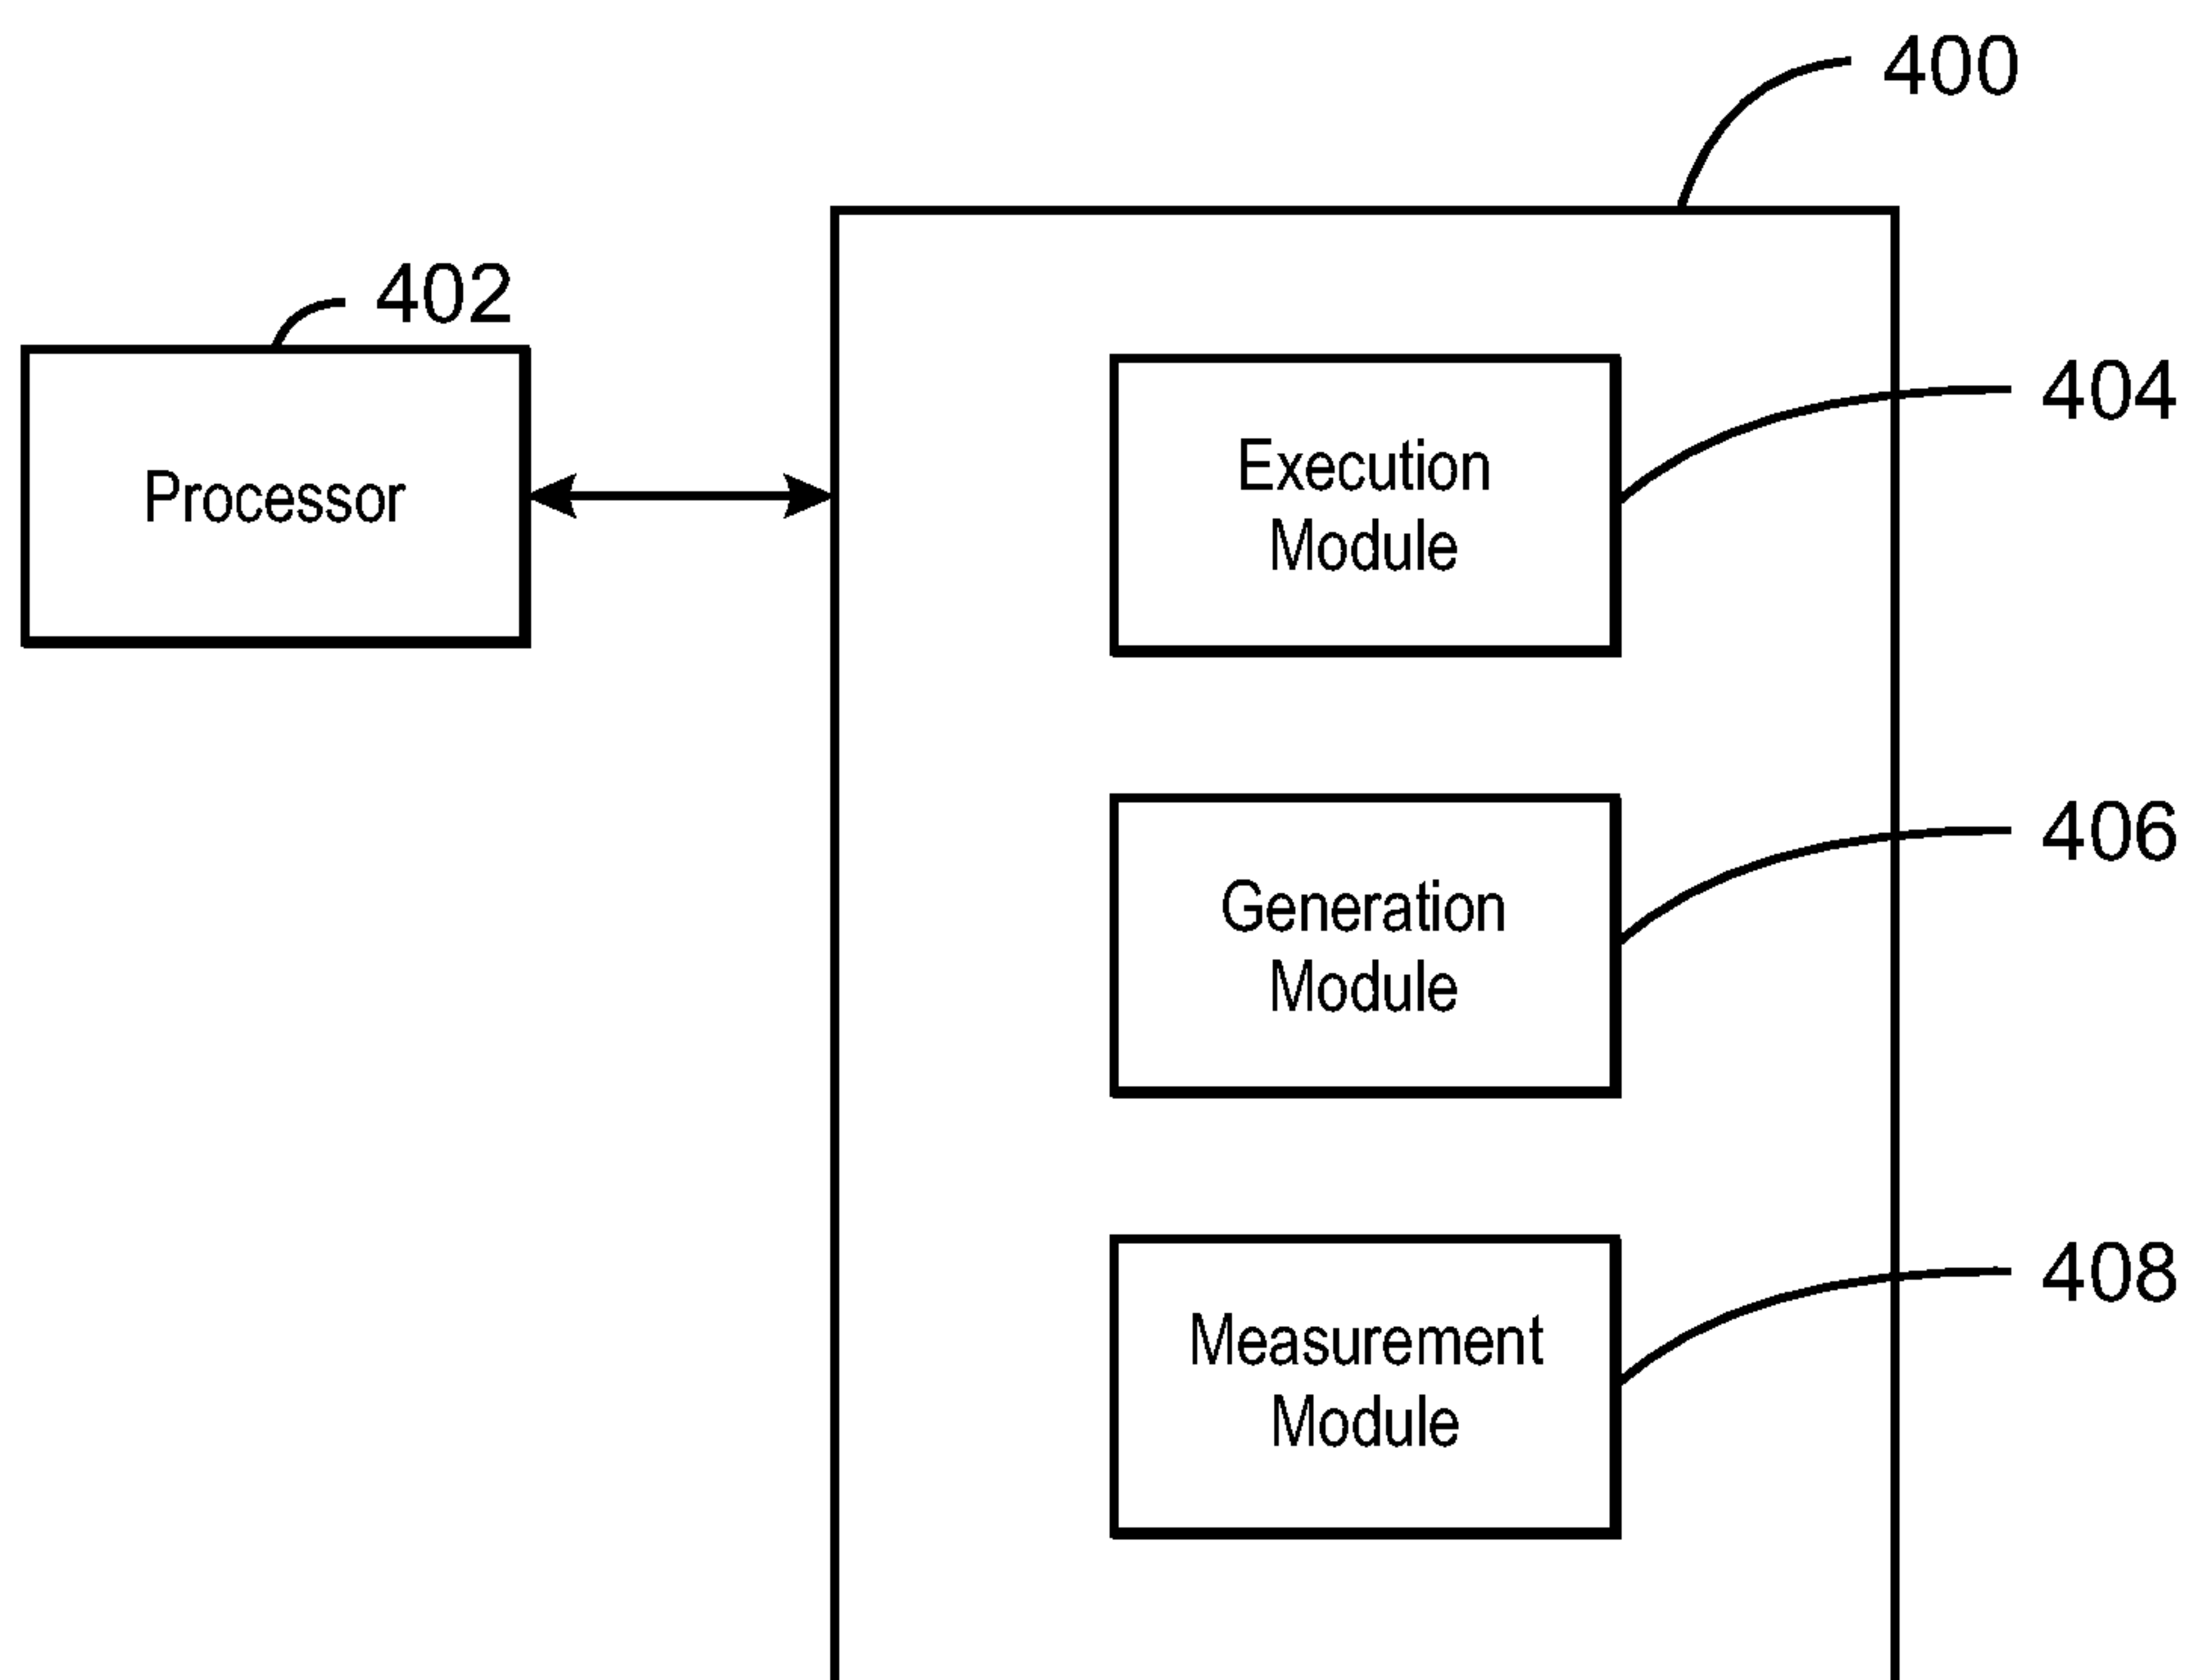 400
402
Processor
Execution
Module
404
Generation
Module
406
Measurement
Module
408